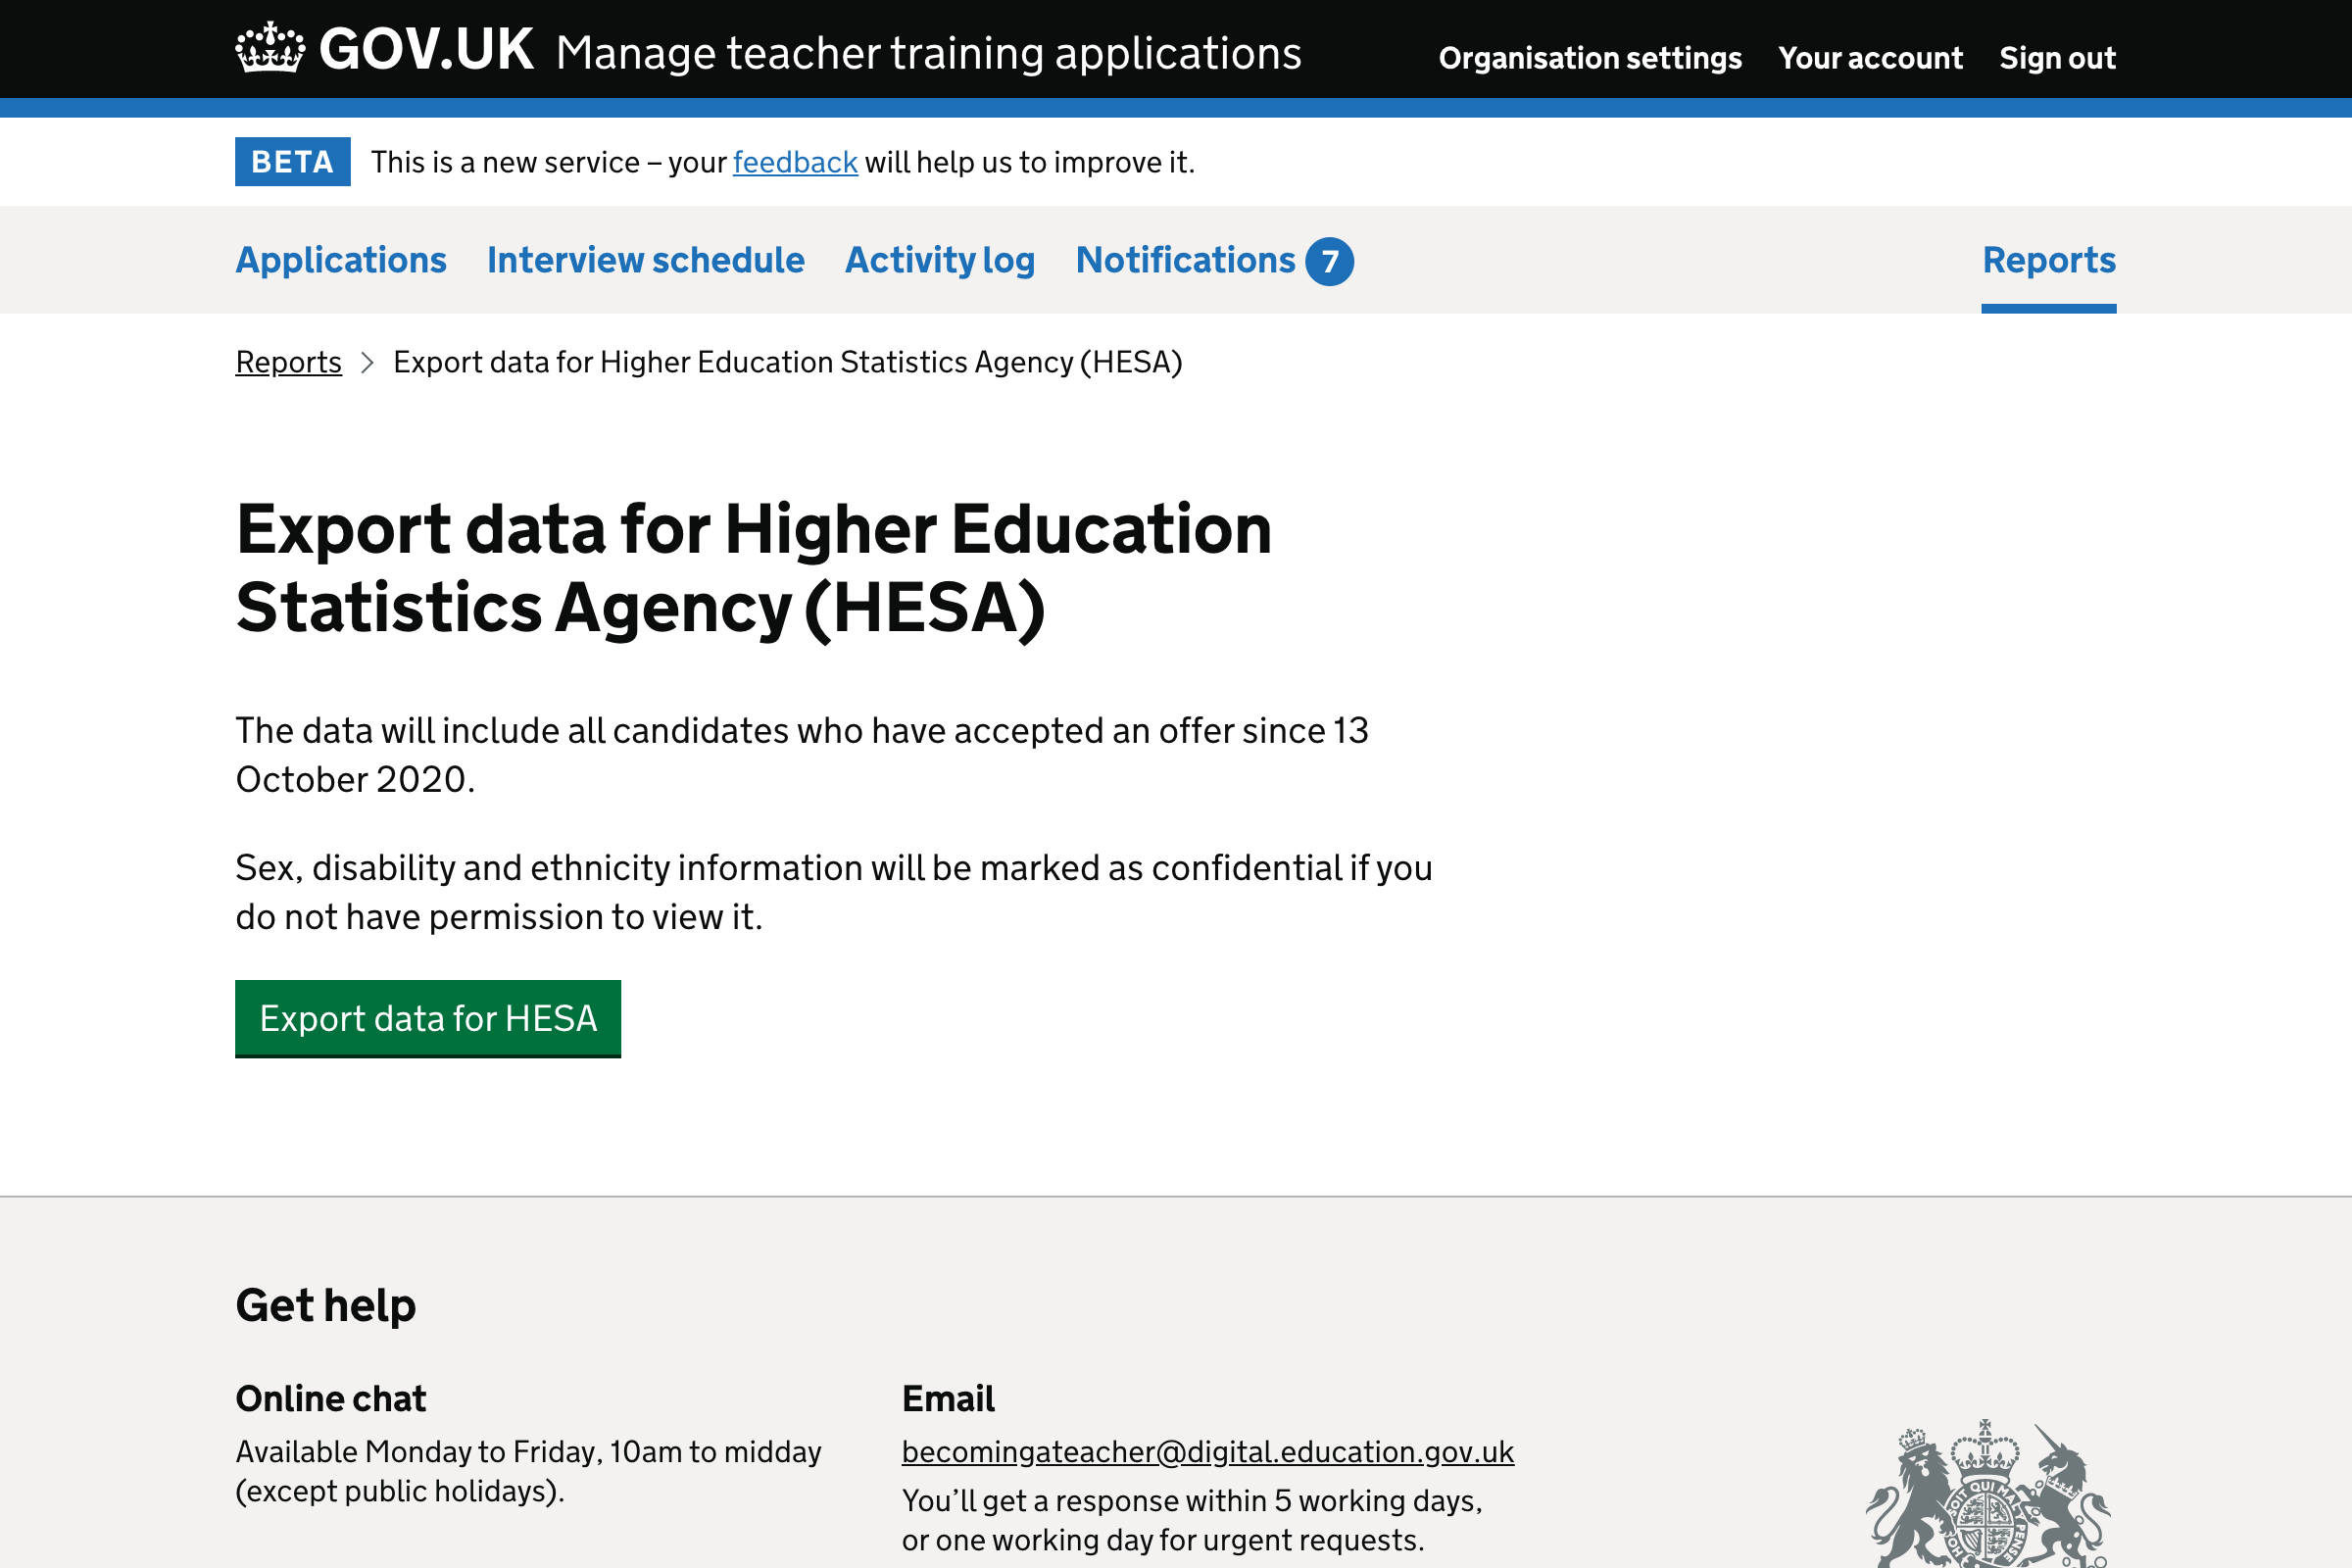 GOV.UK Manage teacher training applications Organisation settings Your account Sign out
BETA This is a new service – your feedback will help us to improve it.
Applications Interview schedule Activity log Notifications 7 Reports
Reports > Export data for Higher Education Statistics Agency (HESA)
Export data for Higher Education
Statistics Agency (HESA)
The data will include all candidates who have accepted an offer since 13
October 2020.
Sex, disability and ethnicity information will be marked as confidential if you
do not have permission to view it.
Export data for HESA
Get help
Online chat Email
Available Monday to Friday, 10am to midday becomingateacher@digital.education.gov.uk
(except public holidays). You’ll get a response within 5 working days,
or one working day for urgent requests.
SOIT QUI MAL